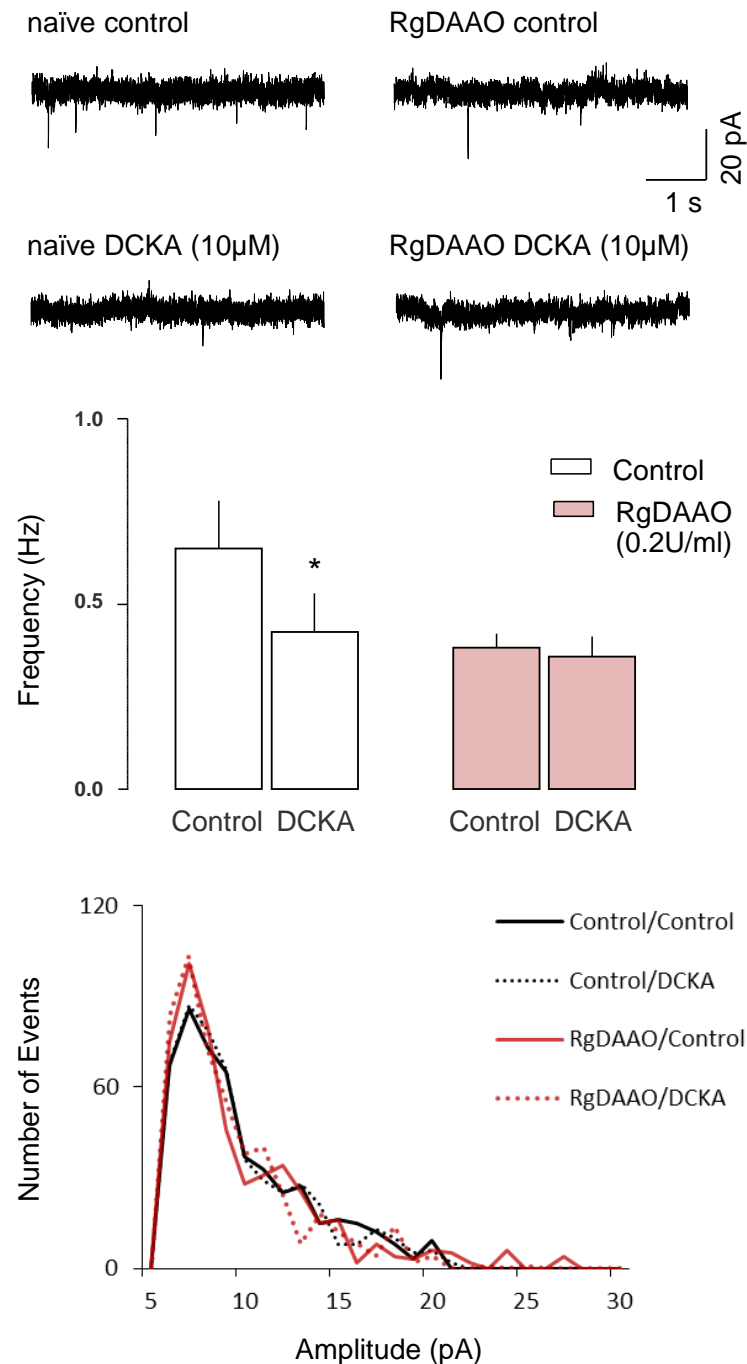 naïve control
RgDAAO control
20 pA
1 s
naïve DCKA (10µM)
RgDAAO DCKA (10µM)
1.0
Control
RgDAAO
(0.2U/ml)
Frequency (Hz)
*
0.5
0.0
Control DCKA
Control DCKA
120
Control/Control
Control/DCKA
RgDAAO/Control
RgDAAO/DCKA
Number of Events
60
0
5 10 15 20 25 30
Amplitude (pA)